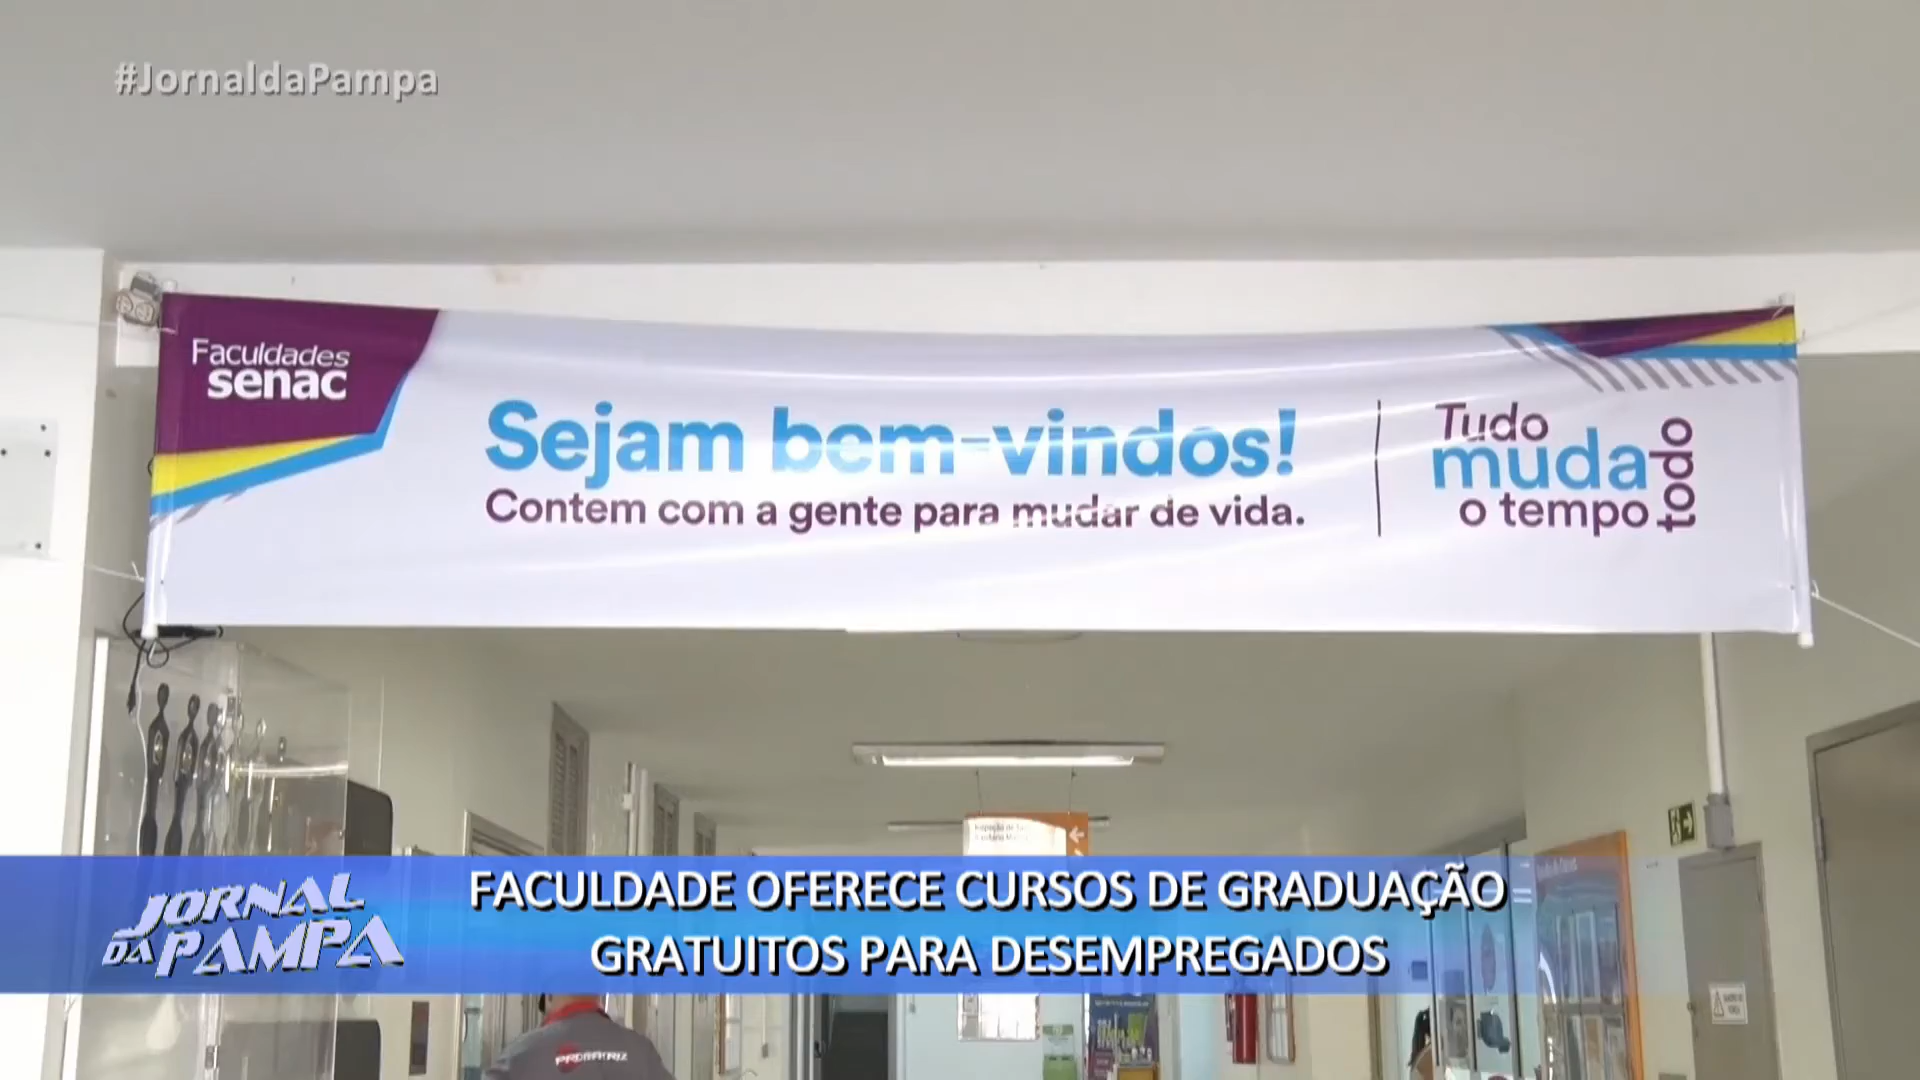 #JornaldaPampa
Faculdades
senac
Sejam bem-vindos!
Contem com a gente para mudar de vida.
Tudo
muda
o tempo
todo
JORNAL
DA PAMPA
FACULDADE OFERECE CURSOS DE GRADUAÇÃO
GRATUITOS PARA DESEMPREGADOS